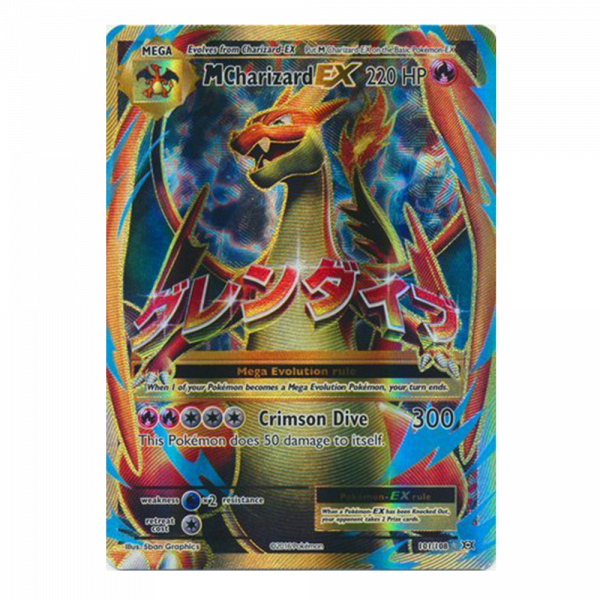 MEGA Evolves from Charizard-EX Put M Charizard EX on the Basic Pokémon-EX
MCharizard EX 220 HP
グレンダイブ
Mega Evolution rule
When 1 of your Pokémon becomes a Mega Evolution Pokémon, your turn ends.
Crimson Dive 300
This Pokémon does 50 damage to itself.
weakness ×2 resistance
Pokémon-EX rule
When a Pokémon-EX has been Knocked Out,
your opponent takes 2 Prize cards.
retreat
cost
Illus. 5ban Graphics ©2016 Pokémon 101/108